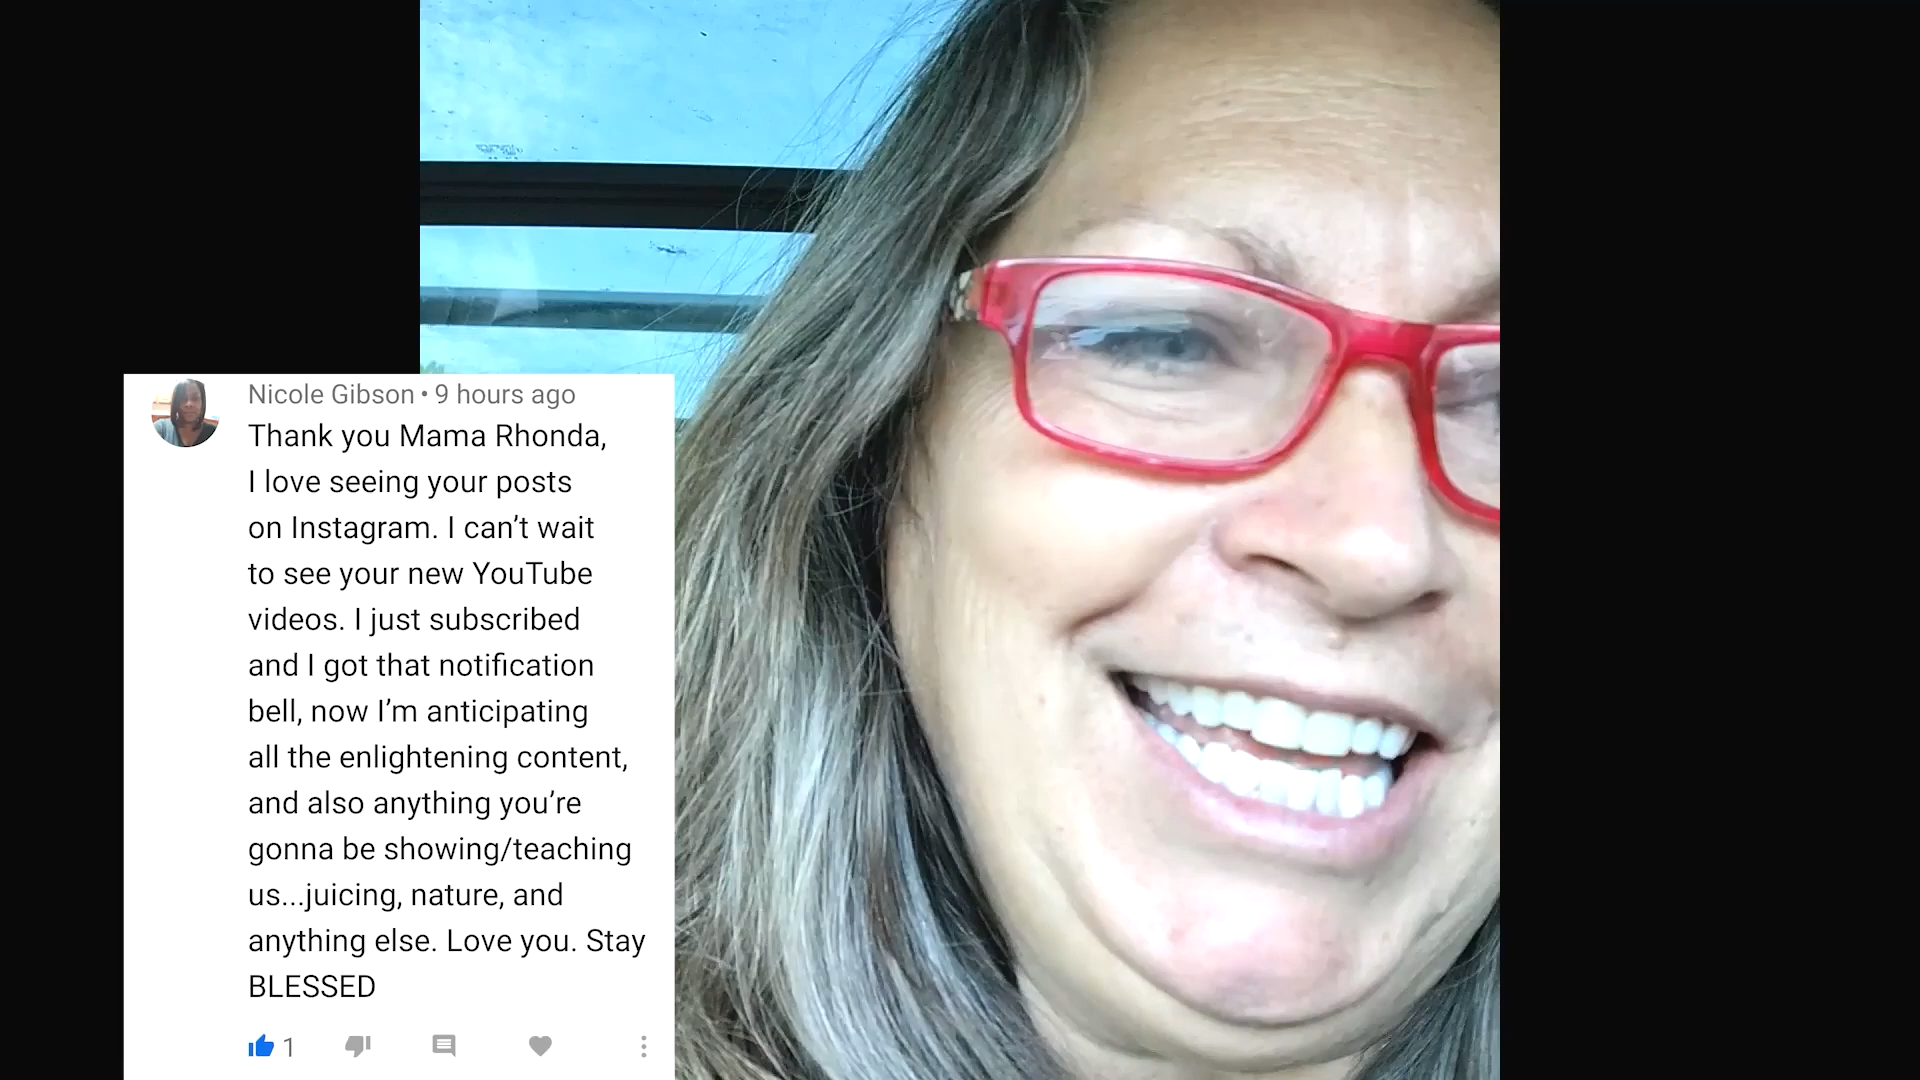 Nicole Gibson • 9 hours ago
Thank you Mama Rhonda,
I love seeing your posts
on Instagram. I can’t wait
to see your new YouTube
videos. I just subscribed
and I got that notification
bell, now I’m anticipating
all the enlightening content,
and also anything you’re
gonna be showing/teaching
us...juicing, nature, and
anything else. Love you. Stay
BLESSED
1